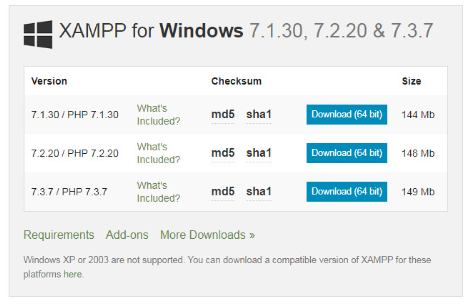 XAMPP for Windows 7.1.30, 7.2.20 & 7.3.7
Version Checksum Size
7.1.30 / PHP 7.1.30 What's Included? md5 sha1 Download (64 bit) 144 Mb
7.2.20 / PHP 7.2.20 What's Included? md5 sha1 Download (64 bit) 148 Mb
7.3.7 / PHP 7.3.7 What's Included? md5 sha1 Download (64 bit) 149 Mb
Requirements Add-ons More Downloads »
Windows XP or 2003 are not supported. You can download a compatible version of XAMPP for these
platforms here.